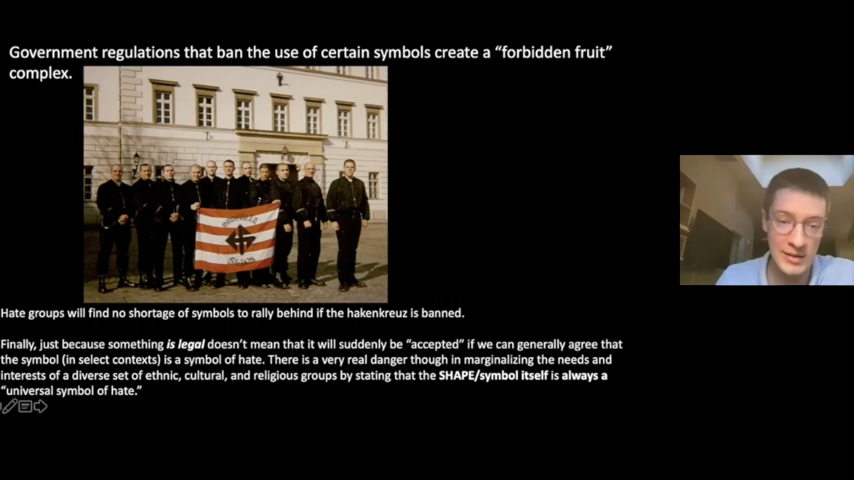 Government regulations that ban the use of certain symbols create a “forbidden fruit”
complex.
Hate groups will find no shortage of symbols to rally behind if the hakenkreuz is banned.
Finally, just because something is legal doesn’t mean that it will suddenly be “accepted” if we can generally agree that
the symbol (in select contexts) is a symbol of hate. There is a very real danger though in marginalizing the needs and
interests of a diverse set of ethnic, cultural, and religious groups by stating that the SHAPE/symbol itself is always a
“universal symbol of hate.”